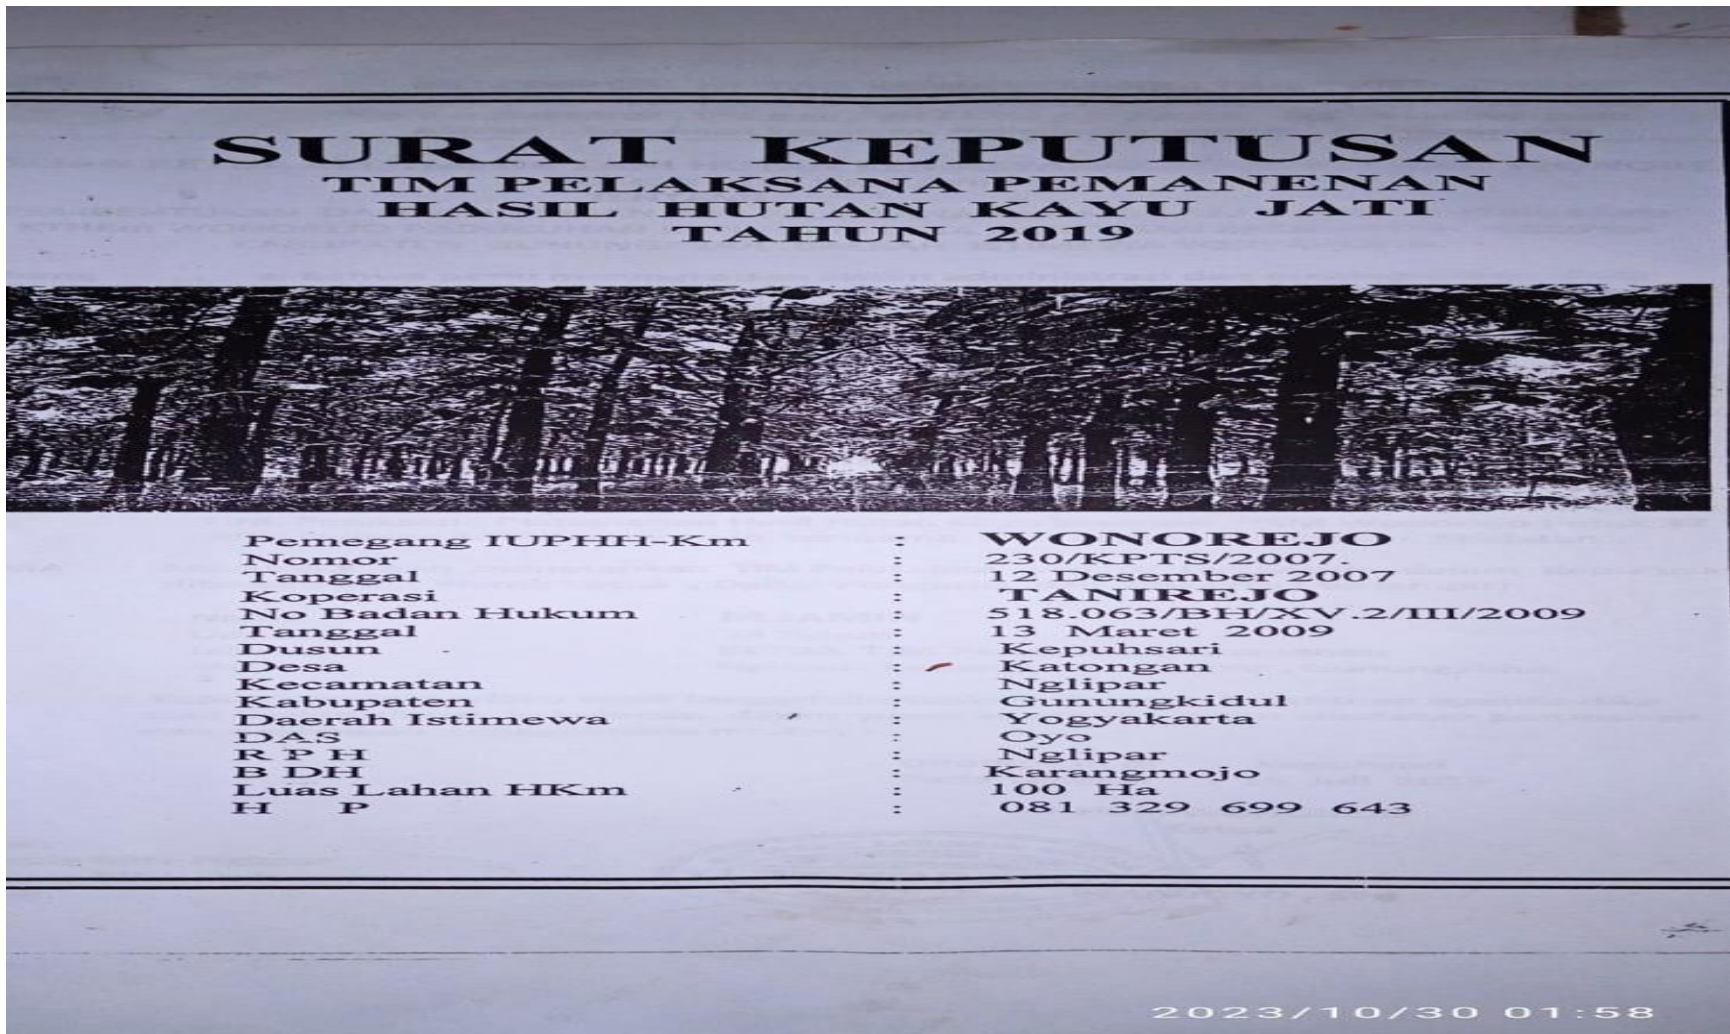 SURAT KEPUTUSAN
TIM PELAKSANA PEMANENAN
HASIL HUTAN KAYU JATI
TAHUN 2019
Pemegang IUPHH-Km : WONOREJO
Nomor : 230/KPTS/2007.
Tanggal : 12 Desember 2007
Koperasi : TANIREJO
No Badan Hukum : 518.063/BH/XV.2/III/2009
Tanggal : 13 Maret 2009
Dusun : Kepuhsari
Desa : Katongan
Kecamatan : Nglipar
Kabupaten : Gunungkidul
Daerah Istimewa : Yogyakarta
DAS : Oyo
R P H : Nglipar
B DH : Karangmojo
Luas Lahan HKm : 100 Ha
H P : 081 329 699 643
2023/10/30 01:58